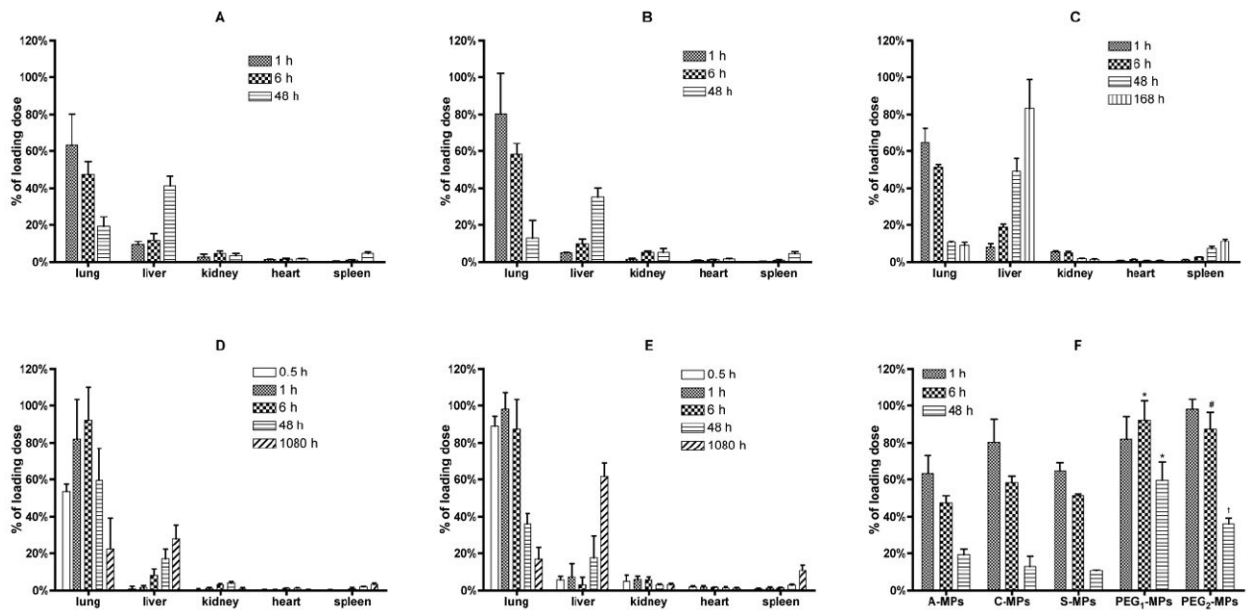 A
% of loading dose
120%
100%
80%
60%
40%
20%
0%
1 h
6 h
48 h
lung liver kidney heart spleen
B
% of loading dose
120%
100%
80%
60%
40%
20%
0%
1 h
6 h
48 h
lung liver kidney heart spleen
C
% of loading dose
120%
100%
80%
60%
40%
20%
0%
1 h
6 h
48 h
168 h
lung liver kidney heart spleen
D
% of loading dose
120%
100%
80%
60%
40%
20%
0%
0.5 h
1 h
6 h
48 h
1080 h
lung liver kidney heart spleen
E
% of loading dose
120%
100%
80%
60%
40%
20%
0%
0.5 h
1 h
6 h
48 h
1080 h
lung liver kidney heart spleen
F
% of loading dose
120%
100%
80%
60%
40%
20%
0%
1 h
6 h
48 h
* * # †
A-MPs C-MPs S-MPs PEG₁-MPs PEG₂-MPs